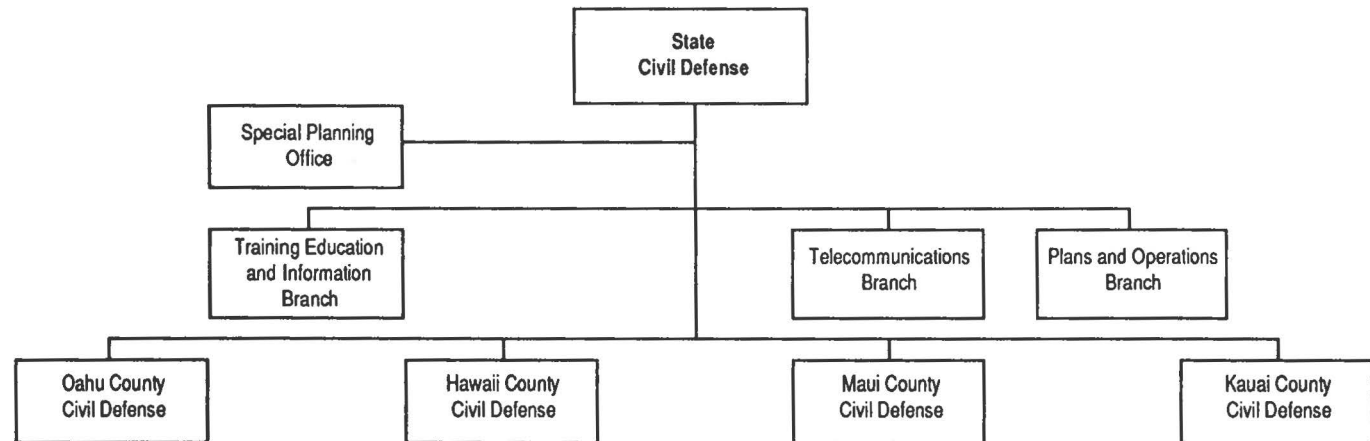 State
Civil Defense
Special Planning
Office
Training Education
and Information
Branch
Telecommunications
Branch
Plans and Operations
Branch
Oahu County
Civil Defense
Hawaii County
Civil Defense
Maui County
Civil Defense
Kauai County
Civil Defense